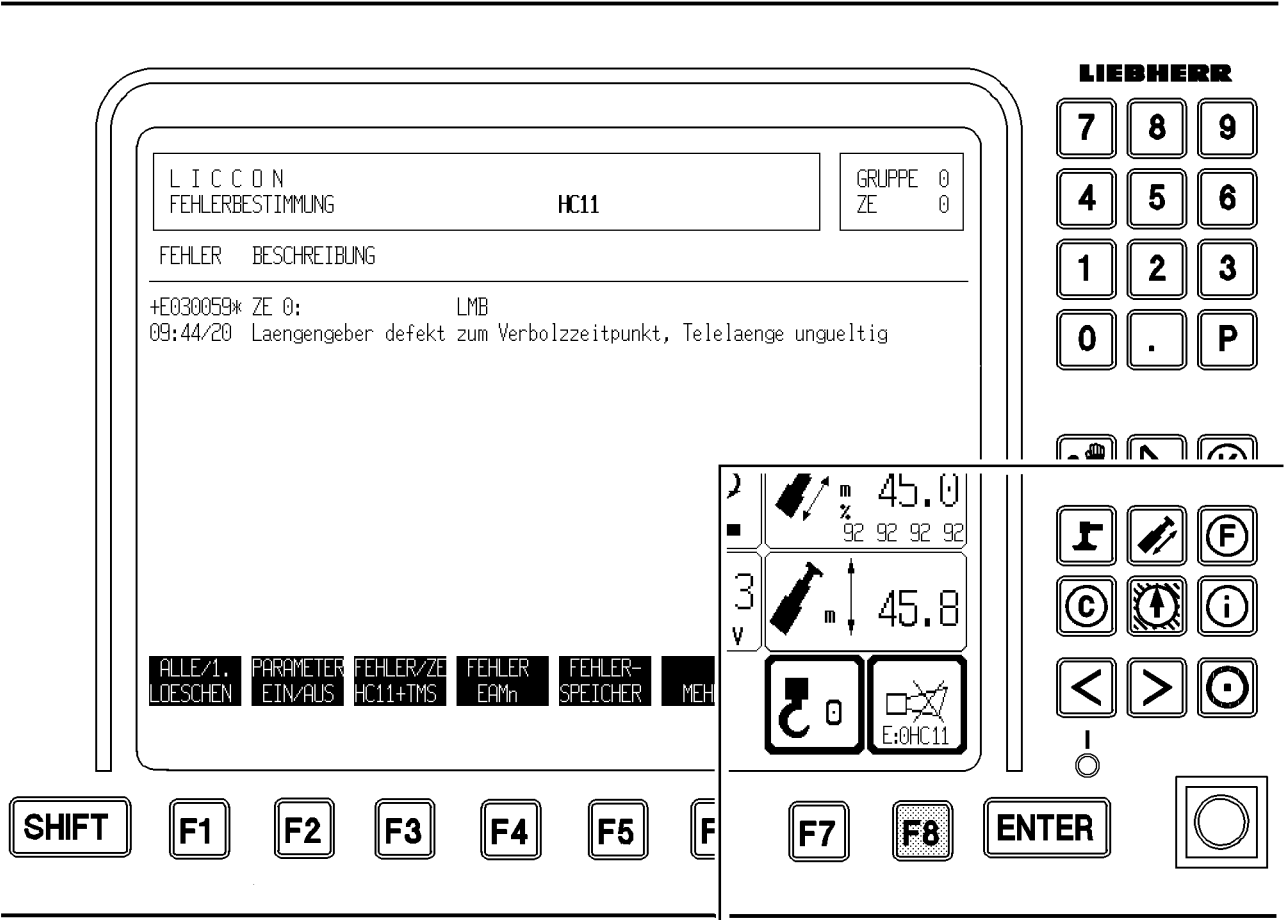 LIEBHERR
7 8 9
LICCON
FEHLERBESTIMMUNG HC11
GRUPPE 0
ZE 0
4 5 6
FEHLER BESCHREIBUNG
1 2 3
+E030059* ZE 0: LMB
09:44/20 Laengengeber defekt zum Verbolzzeitpunkt, Telelaenge ungueltig
0 . P
m 45.0
%
92 92 92 92
F
3
V
m 45.8
C i
ALLE/1. PARAMETER FEHLER/ZE FEHLER FEHLER-
LOESCHEN EIN/AUS HC11+TMS EAMn SPEICHER MEH
0
E:0HC11
< >
I
SHIFT F1 F2 F3 F4 F5 F F7 F8 ENTER